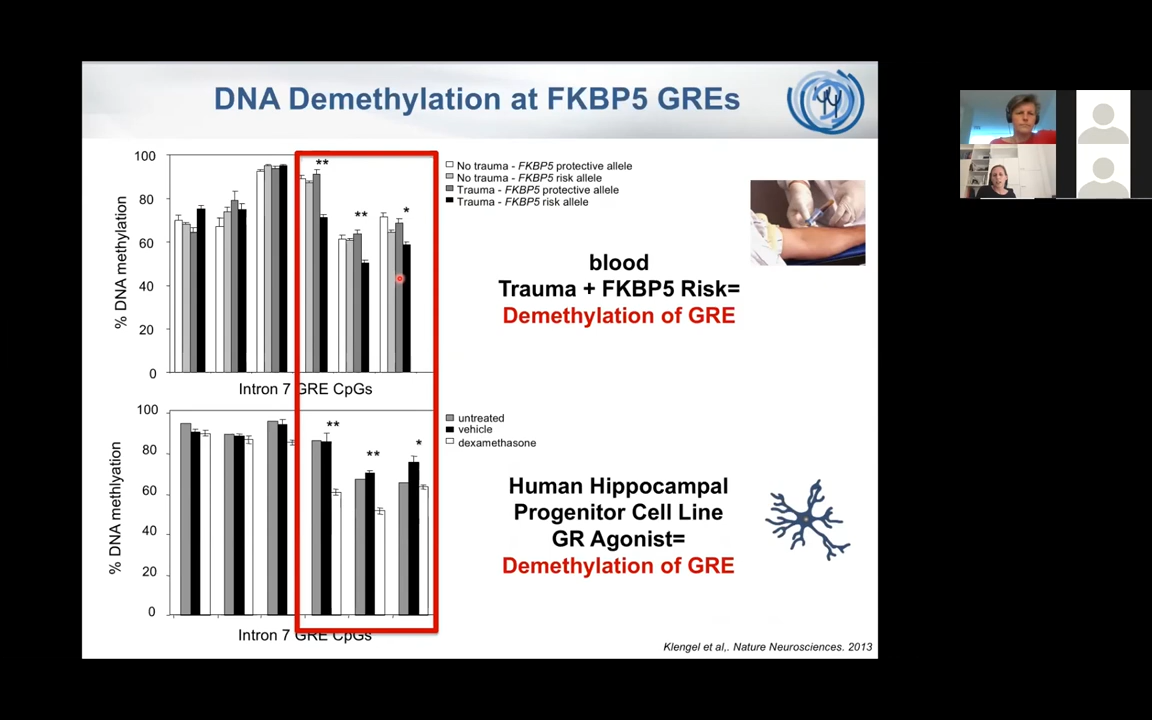 DNA Demethylation at FKBP5 GREs
100
80
60
40
20
0
% DNA methylation
**
**
*
Intron 7 GRE CpGs
No trauma - FKBP5 protective allele
No trauma - FKBP5 risk allele
Trauma - FKBP5 protective allele
Trauma - FKBP5 risk allele
blood
Trauma + FKBP5 Risk=
Demethylation of GRE
100
80
60
40
20
0
% DNA methlyation
**
**
*
Intron 7 GRE CpGs
untreated
vehicle
dexamethasone
Human Hippocampal
Progenitor Cell Line
GR Agonist=
Demethylation of GRE
Klengel et al,. Nature Neurosciences. 2013